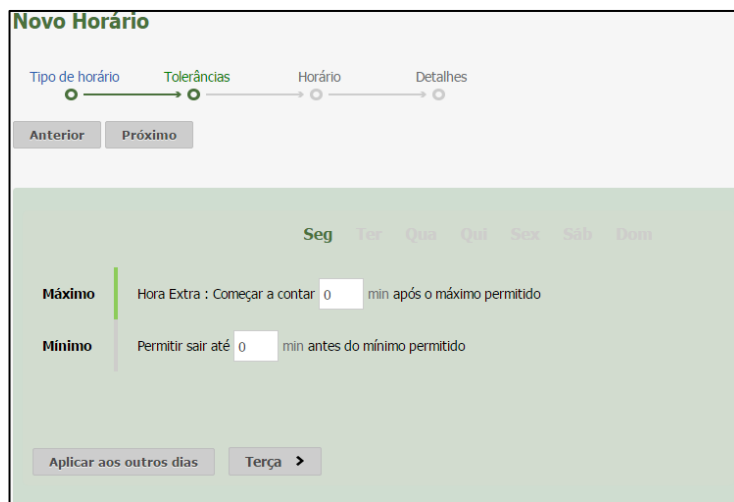 Novo Horário
Tipo de horário Tolerâncias Horário Detalhes
Anterior Próximo
Seg Ter Qua Qui Sex Sáb Dom
Máximo Hora Extra : Começar a contar 0 min após o máximo permitido
Mínimo Permitir sair até 0 min antes do mínimo permitido
Aplicar aos outros dias Terça >